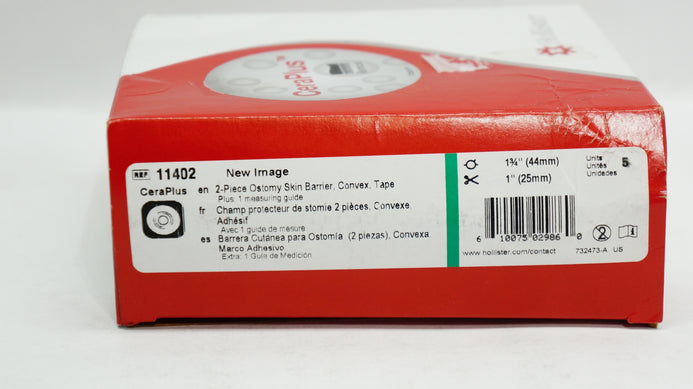 CeraPlus™
REF 11402
New Image
CeraPlus
en 2-Piece Ostomy Skin Barrier, Convex, Tape
Plus: 1 measuring guide
fr Champ protecteur de stomie 2 pièces, Convexe,
Adhésif
Avec 1 guide de mesure
es Barrera Cutánea para Ostomía (2 piezas), Convexa,
Marco Adhesivo
Extra: 1 Guía de Medición
1¾" (44mm)
1" (25mm)
Units
Unités
Unidades
5
6 10075 02986 0
2
www.hollister.com/contact
732473-A US